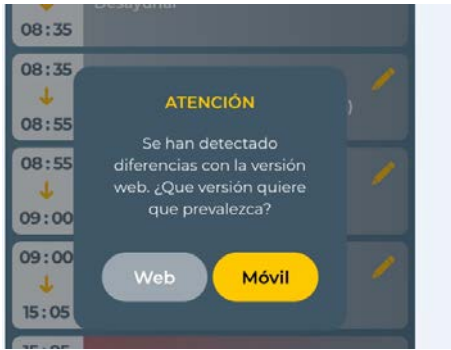 Desayunar
08:35
08:35
08:55
08:55
09:00
09:00
15:05
ATENCIÓN
)
Se han detectado
diferencias con la versión
web. ¿Que versión quiere
que prevalezca?
Web
Móvil